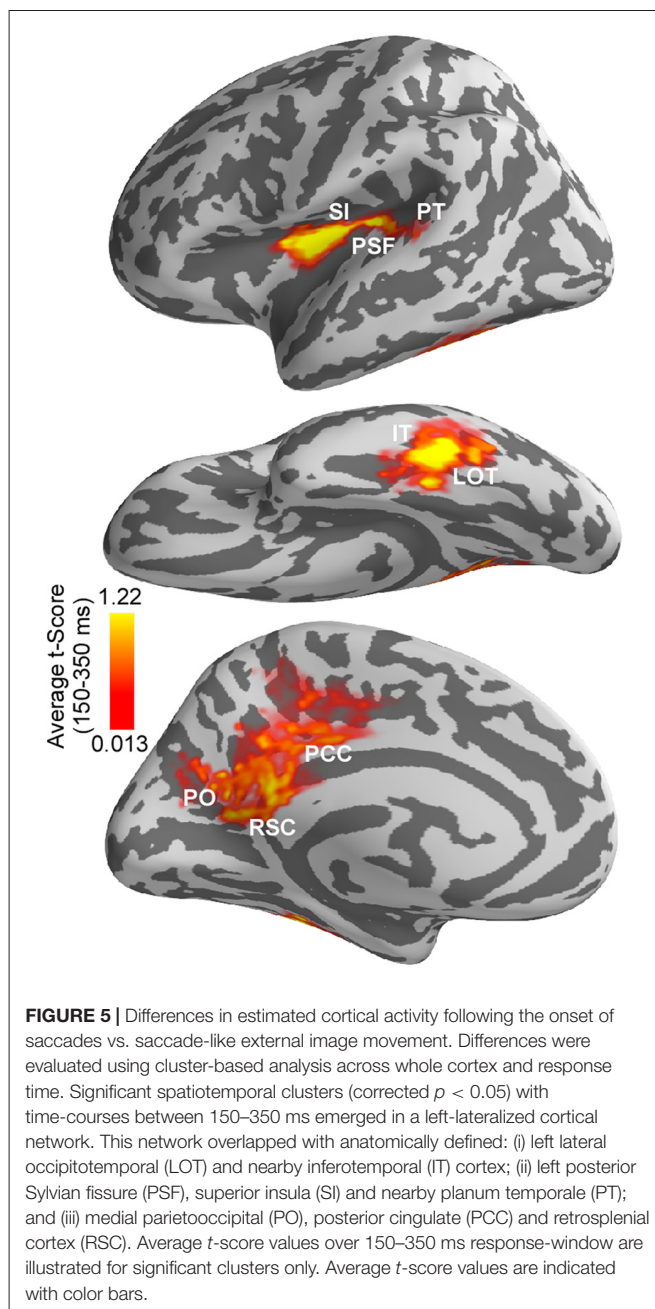 SI
PT
PSF
IT
LOT
Average t-Score
(150-350 ms)
1.22
0.013
PCC
PO
RSC
FIGURE 5 | Differences in estimated cortical activity following the onset of
saccades vs. saccade-like external image movement. Differences were
evaluated using cluster-based analysis across whole cortex and response
time. Significant spatiotemporal clusters (corrected p < 0.05) with
time-courses between 150–350 ms emerged in a left-lateralized cortical
network. This network overlapped with anatomically defined: (i) left lateral
occipitotemporal (LOT) and nearby inferotemporal (IT) cortex; (ii) left posterior
Sylvian fissure (PSF), superior insula (SI) and nearby planum temporale (PT);
and (iii) medial parietooccipital (PO), posterior cingulate (PCC) and retrosplenial
cortex (RSC). Average t-score values over 150–350 ms response-window are
illustrated for significant clusters only. Average t-score values are indicated
with color bars.